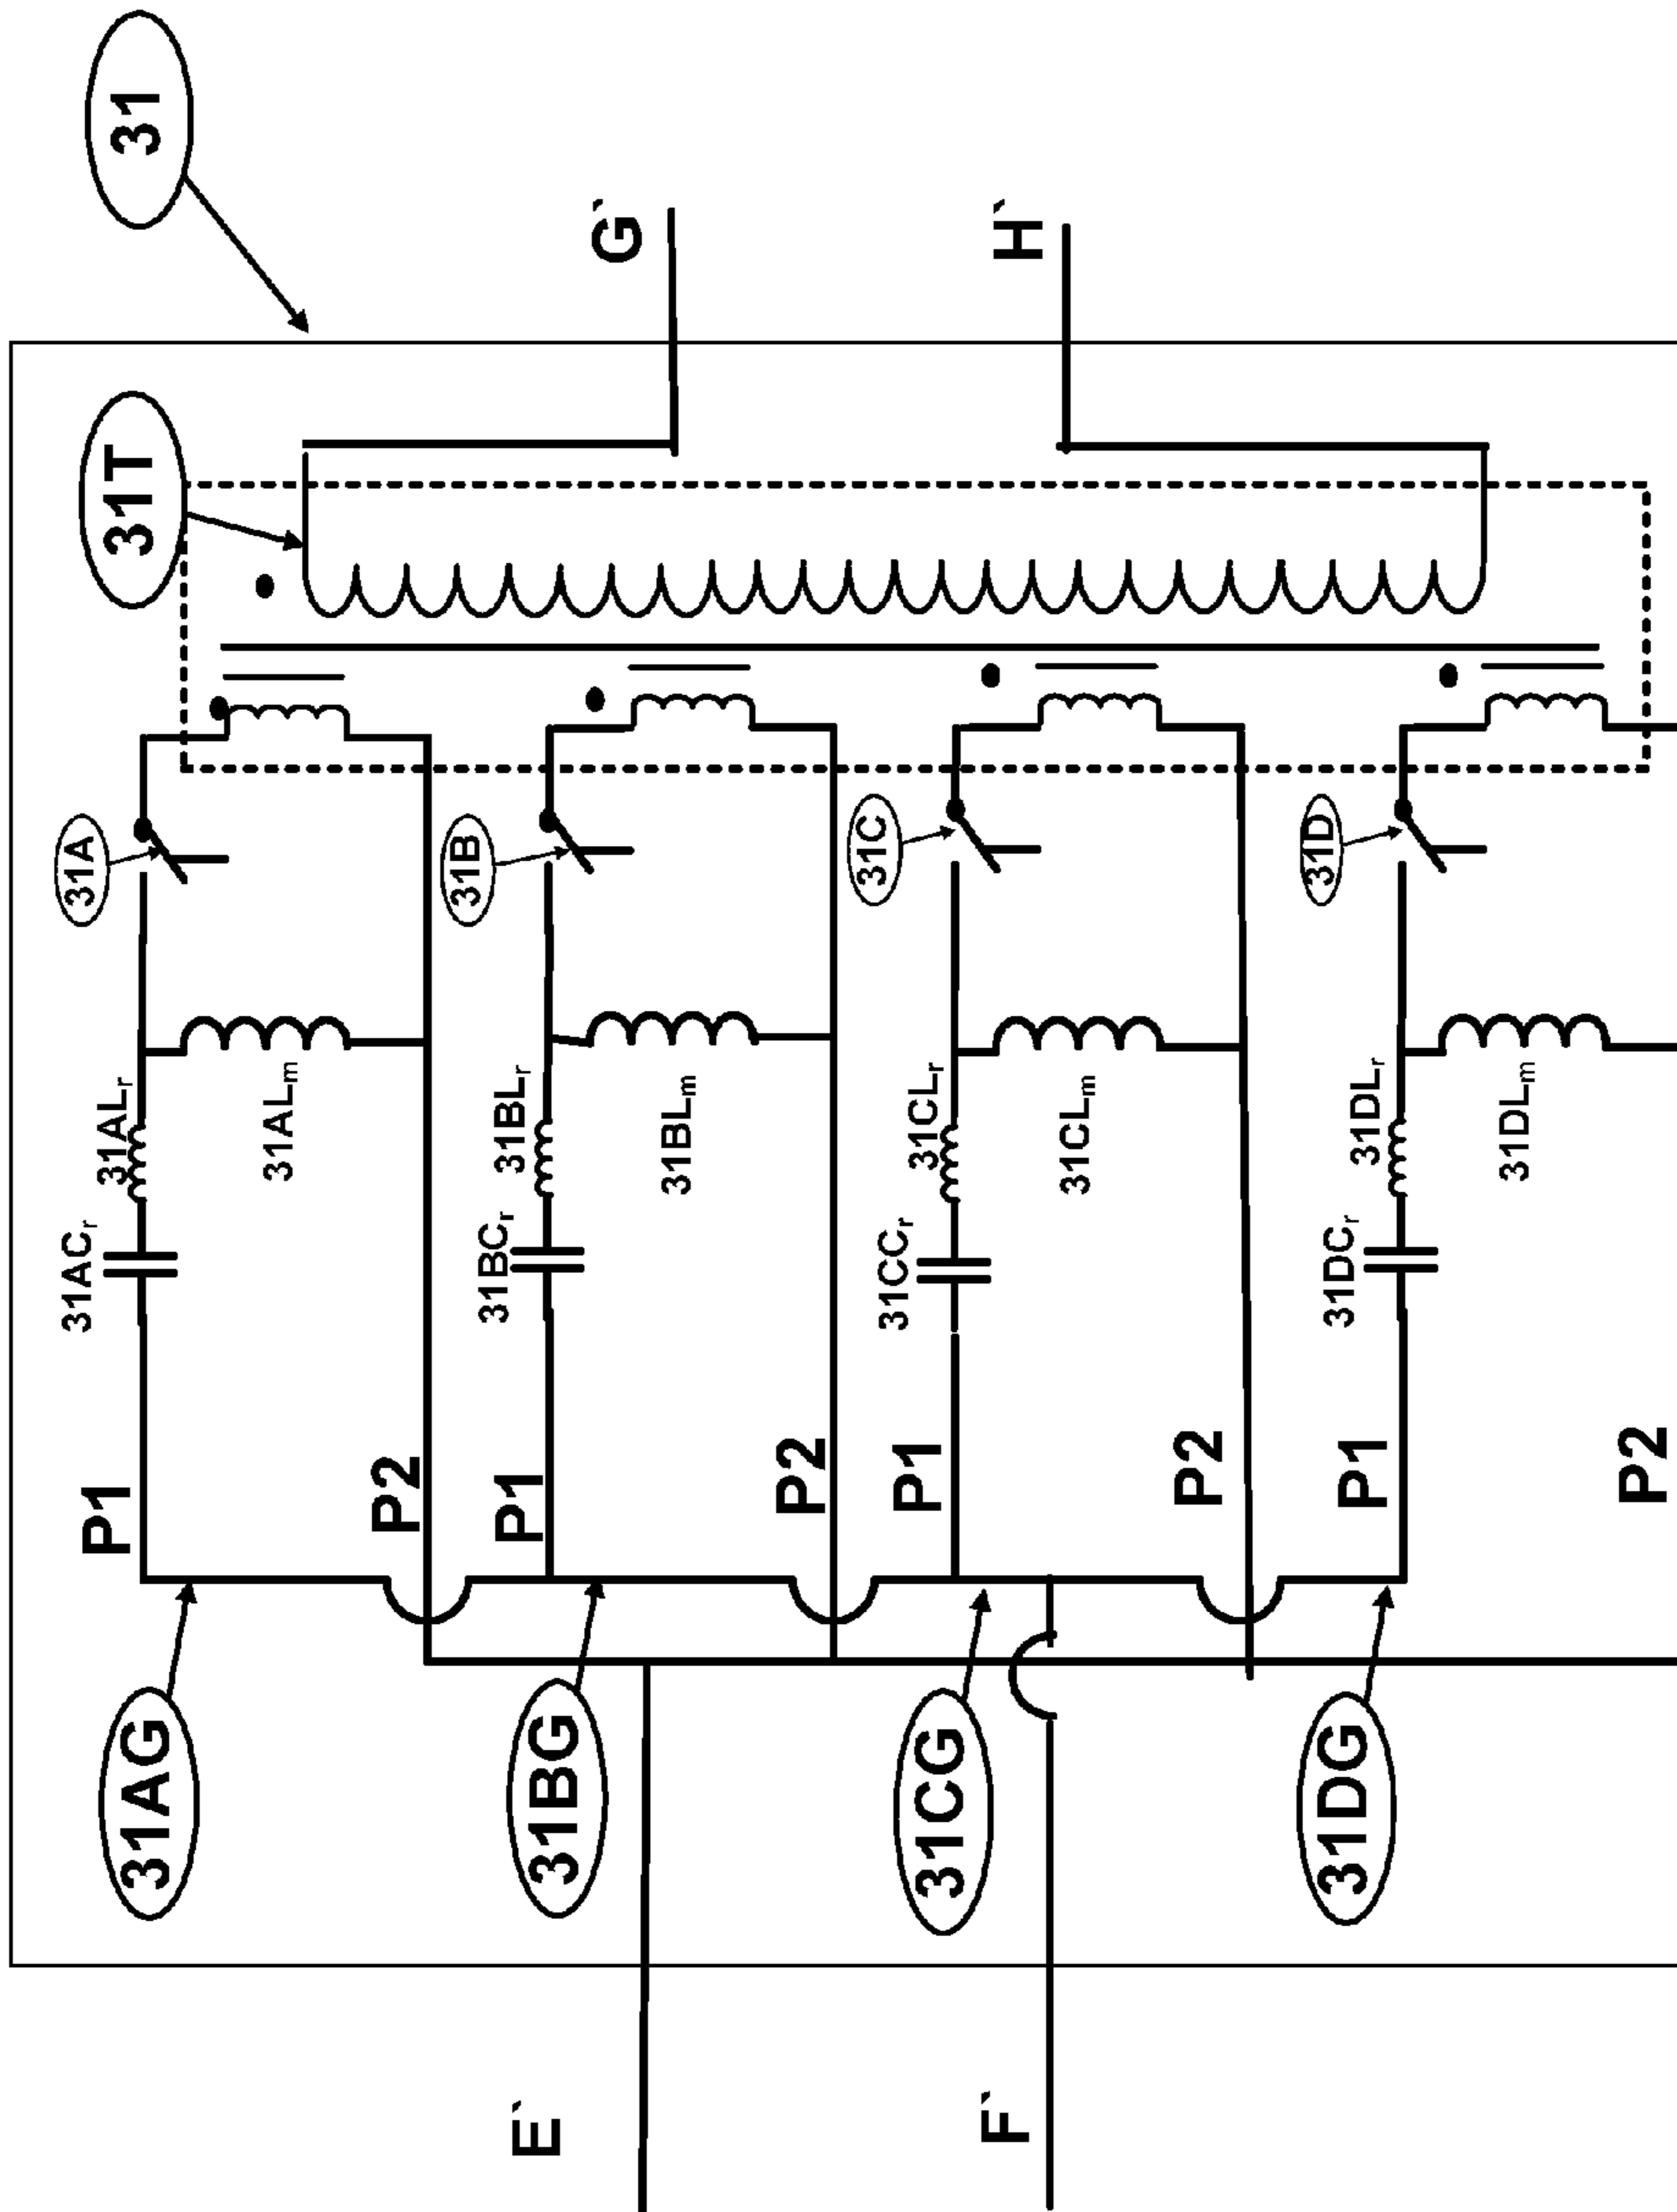 31
31T
G`
H`
31A
31B
31C
31D
31ALr
31ALm
31BLr
31BLm
31CLr
31CLm
31DLr
31DLm
31ACr
31BCr
31CCr
31DCr
P1
P2
P1
P2
P1
P2
P1
P2
31AG
31BG
31CG
31DG
E`
F`